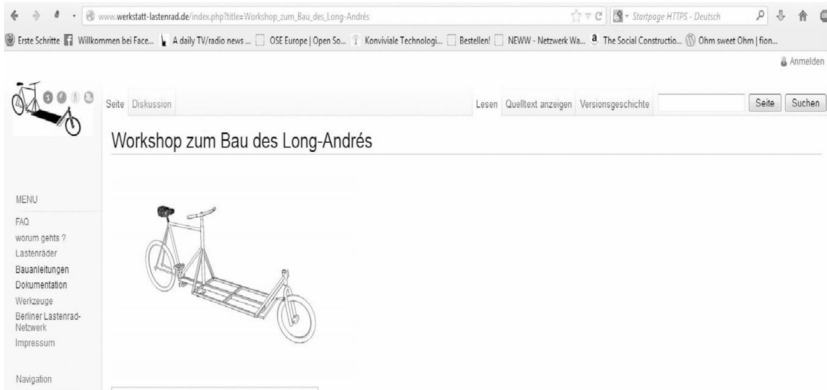 www.werkstatt-lastenrad.de/index.php?title=Workshop_zum_Bau_des_Long-Andrés
Startpage HTTPS - Deutsch
Erste Schritte Willkommen bei Face... A daily TV/radio news ... OSE Europe | Open So... Konviviale Technologi... Bestellen! NEWW - Netzwerk Wa... The Social Constructio... Ohm sweet Ohm | fion...
Anmelden
Seite Diskussion Lesen Quelltext anzeigen Versionsgeschichte Seite Suchen
Workshop zum Bau des Long-Andrés
MENU
FAQ
worum gehts ?
Lastenräder
Bauanleitungen
Dokumentation
Werkzeuge
Berliner Lastenrad-
Netzwerk
Impressum
Navigation